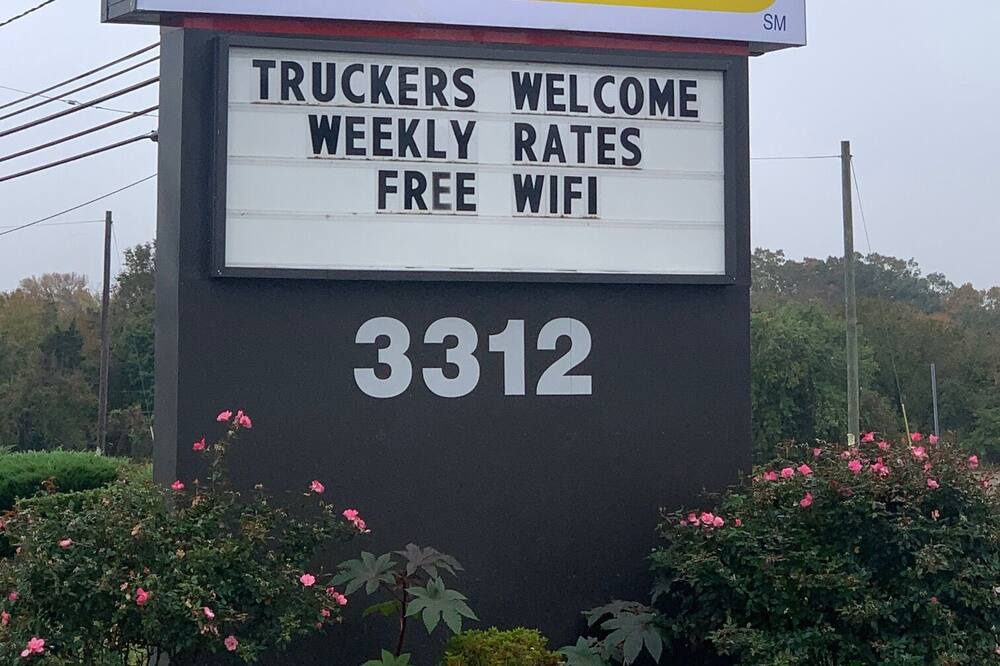 SM
TRUCKERS WELCOME
WEEKLY RATES
FREE WIFI
3312